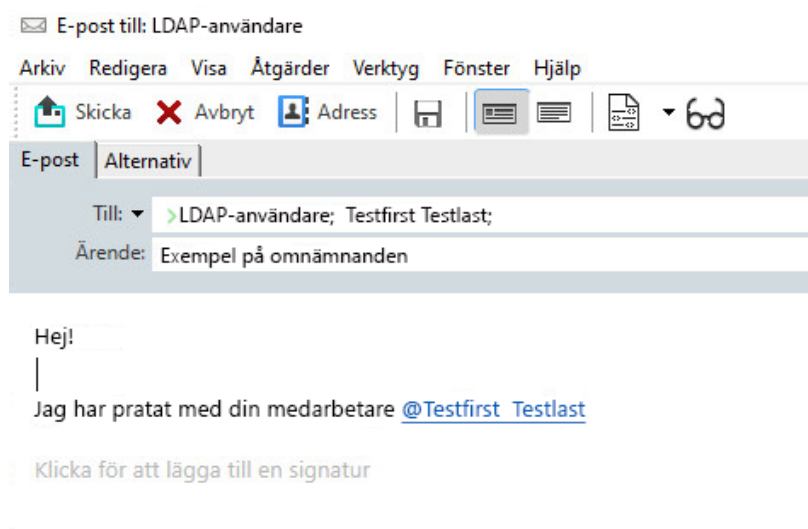 E-post till: LDAP-användare
Arkiv Redigera Visa Åtgärder Verktyg Fönster Hjälp
Skicka Avbryt Adress
E-post Alternativ
Till: >LDAP-användare; Testfirst Testlast;
Ärende: Exempel på omnämnanden
Hej!
Jag har pratat med din medarbetare @Testfirst Testlast
Klicka för att lägga till en signatur